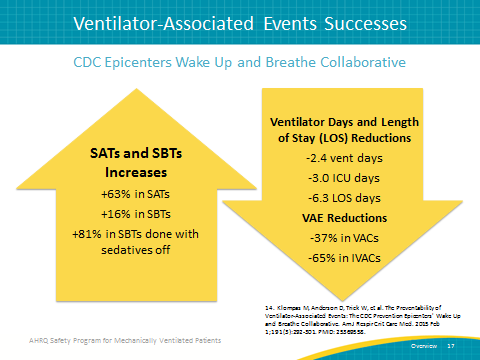 Ventilator-Associated Events Successes
CDC Epicenters Wake Up and Breathe Collaborative
SATs and SBTs
Increases
+63% in SATs
+16% in SBTs
+81% in SBTs done with
sedatives off
Ventilator Days and Length
of Stay (LOS) Reductions
-2.4 vent days
-3.0 ICU days
-6.3 LOS days
VAE Reductions
-37% in VACs
-65% in IVACs
14. Klompas M, Anderson D, Trick W, et al. The Preventability of
Ventilator-Associated Events: The CDC Prevention Epicenters' Wake Up
and Breathe Collaborative. Am J Respir Crit Care Med. 2015 Feb
1;191(3):292-301. PMID: 25369558.
AHRQ Safety Program for Mechanically Ventilated Patients
Overview 17